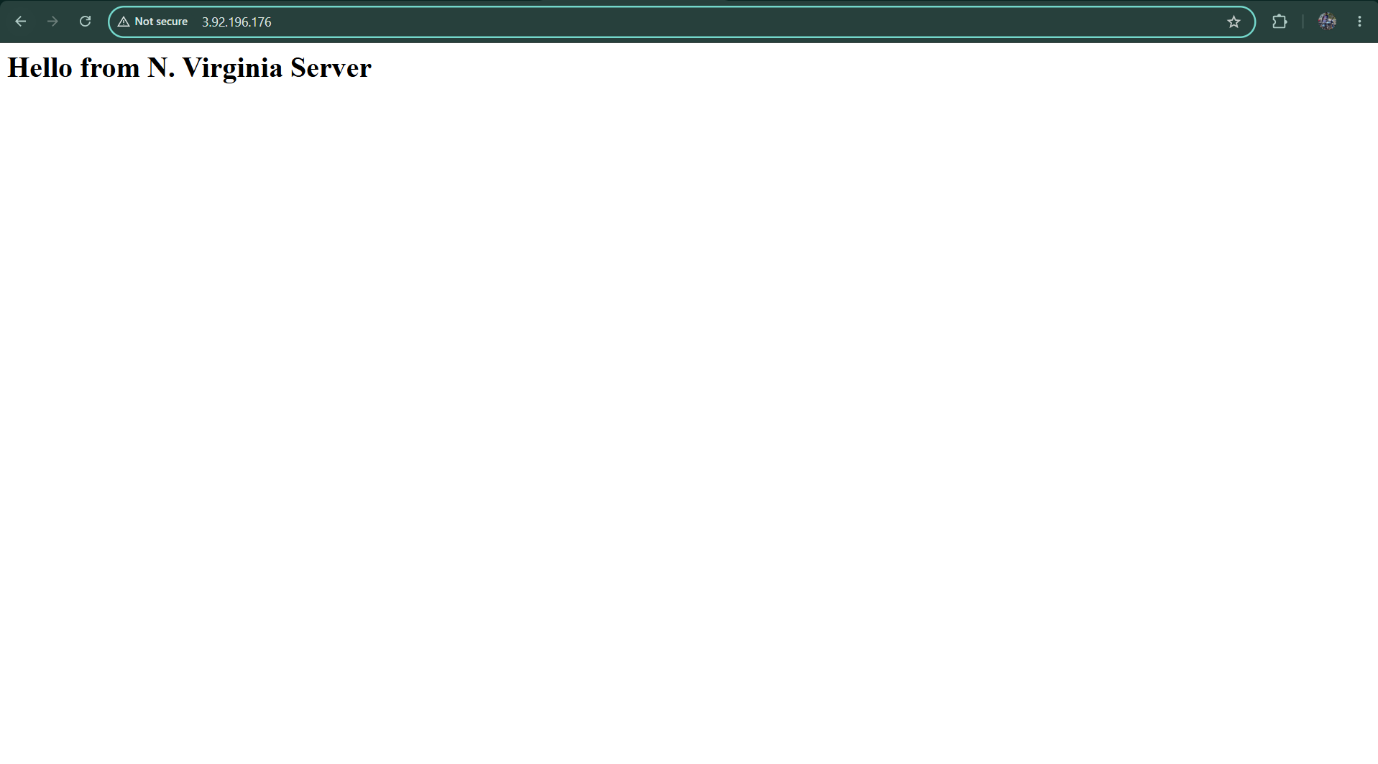 Not secure 3.92.196.176
Hello from N. Virginia Server